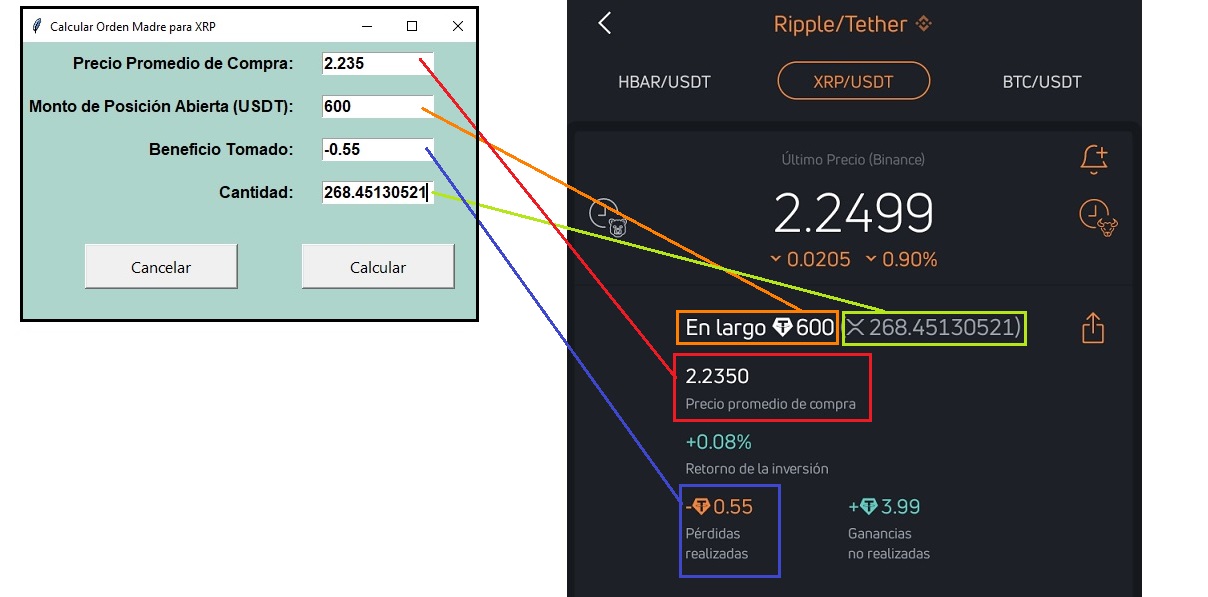 Calcular Orden Madre para XRP
Precio Promedio de Compra: 2.235
Monto de Posición Abierta (USDT): 600
Beneficio Tomado: -0.55
Cantidad: 268.45130521
Cancelar Calcular
Ripple/Tether
HBAR/USDT XRP/USDT BTC/USDT
Último Precio (Binance)
2.2499
0.0205 0.90%
En largo 600 (268.45130521)
2.2350
Precio promedio de compra
+0.08%
Retorno de la inversión
-0.55 +3.99
Pérdidas Ganancias
realizadas no realizadas